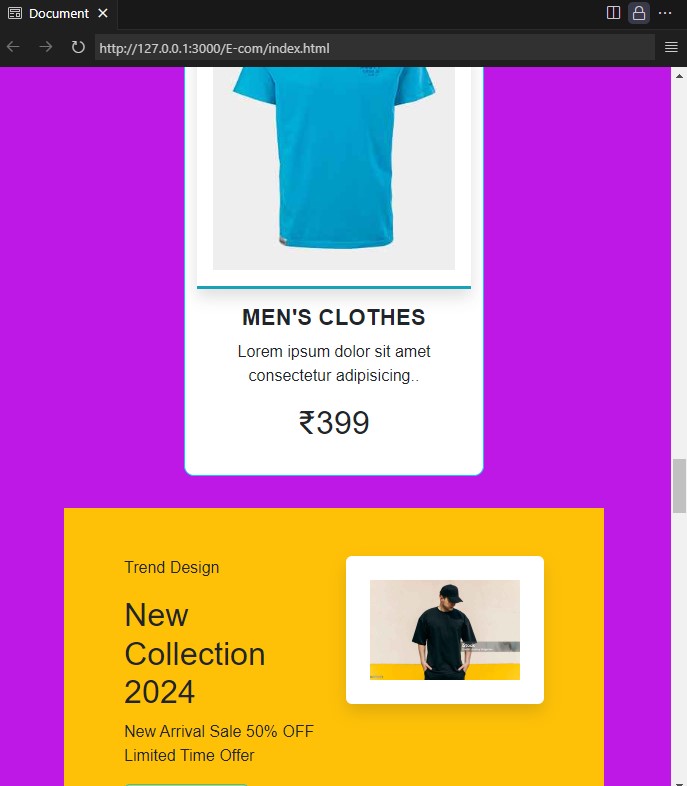 Document
http://127.0.0.1:3000/E-com/index.html
MEN'S CLOTHES
Lorem ipsum dolor sit amet
consectetur adipisicing..
₹399
Trend Design
New
Collection
2024
New Arrival Sale 50% OFF
Limited Time Offer
iStock